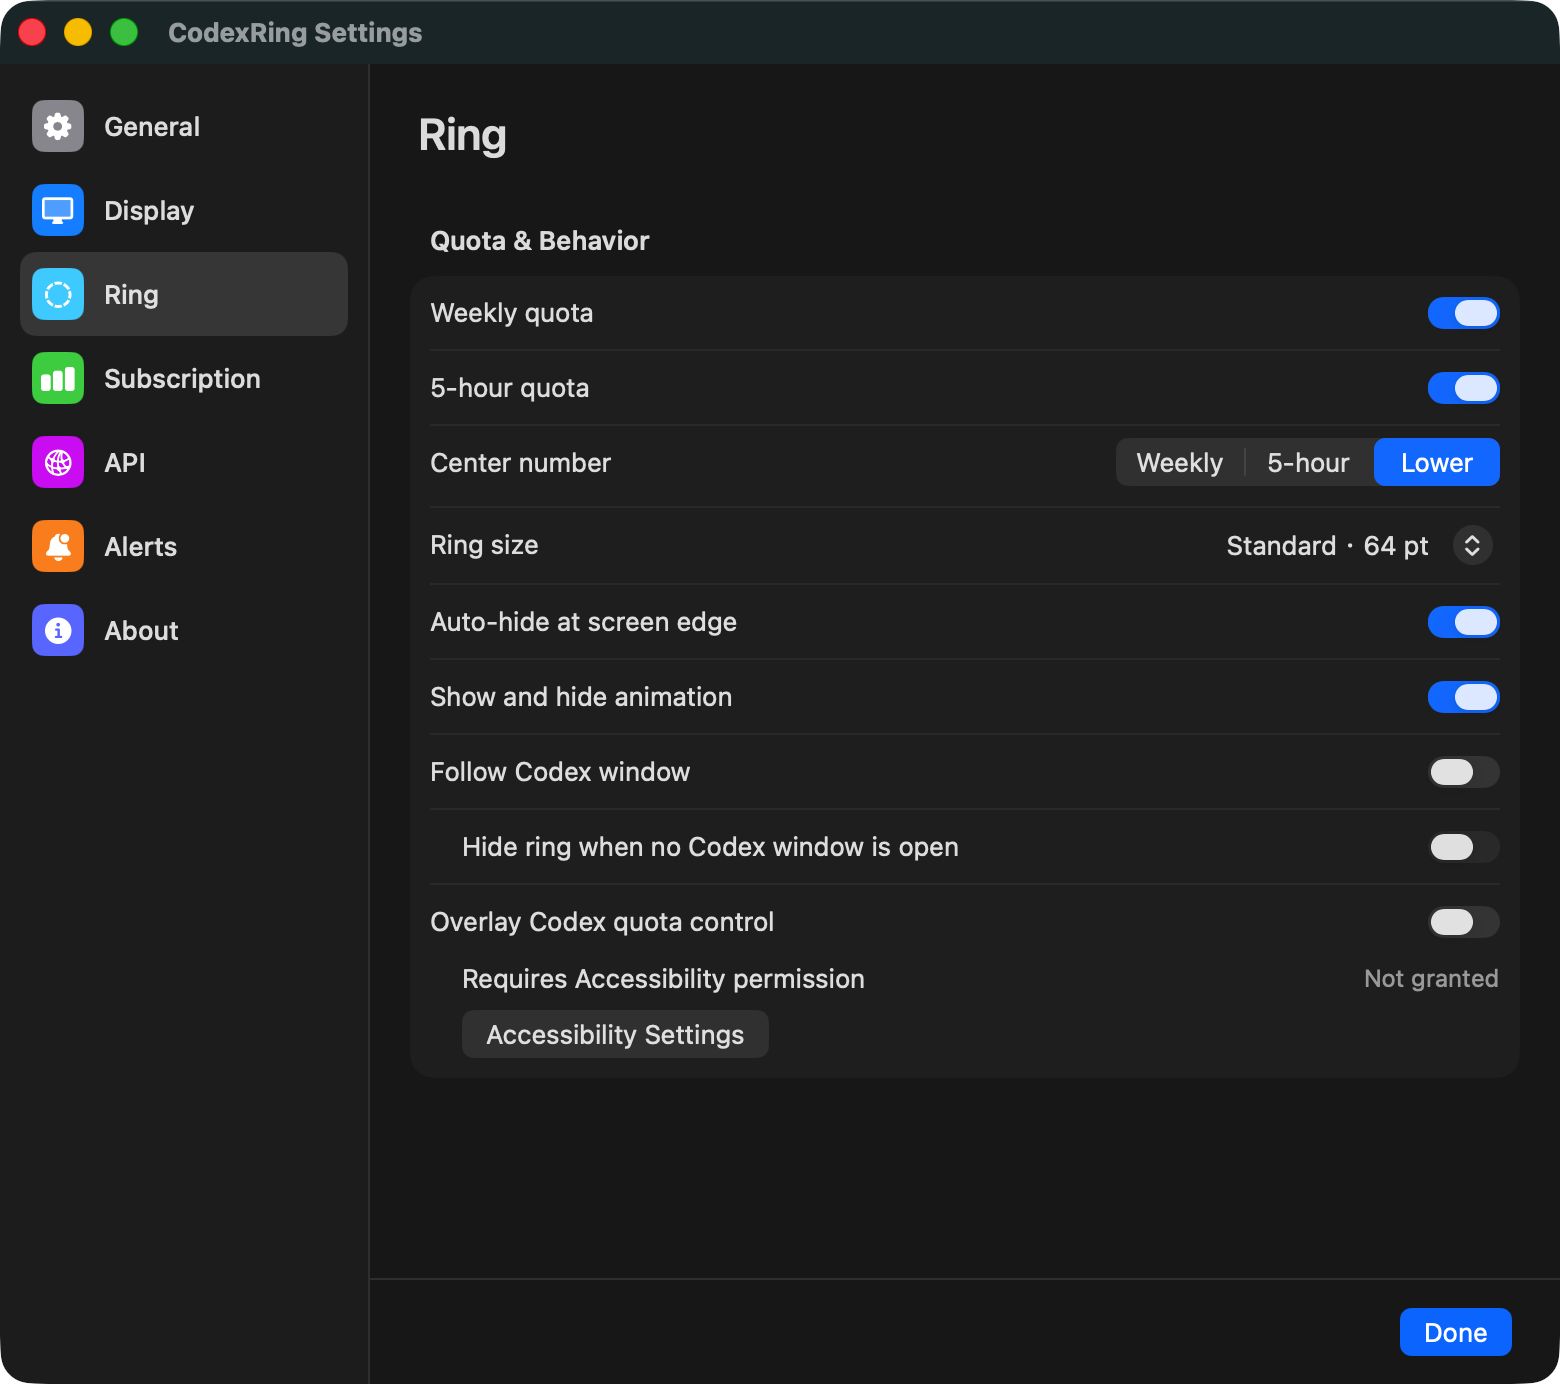 CodexRing Settings
General
Display
Ring
Subscription
API
Alerts
About
Ring
Quota & Behavior
Weekly quota
5-hour quota
Center number
Weekly
5-hour
Lower
Ring size
Standard · 64 pt
Auto-hide at screen edge
Show and hide animation
Follow Codex window
Hide ring when no Codex window is open
Overlay Codex quota control
Requires Accessibility permission
Not granted
Accessibility Settings
Done